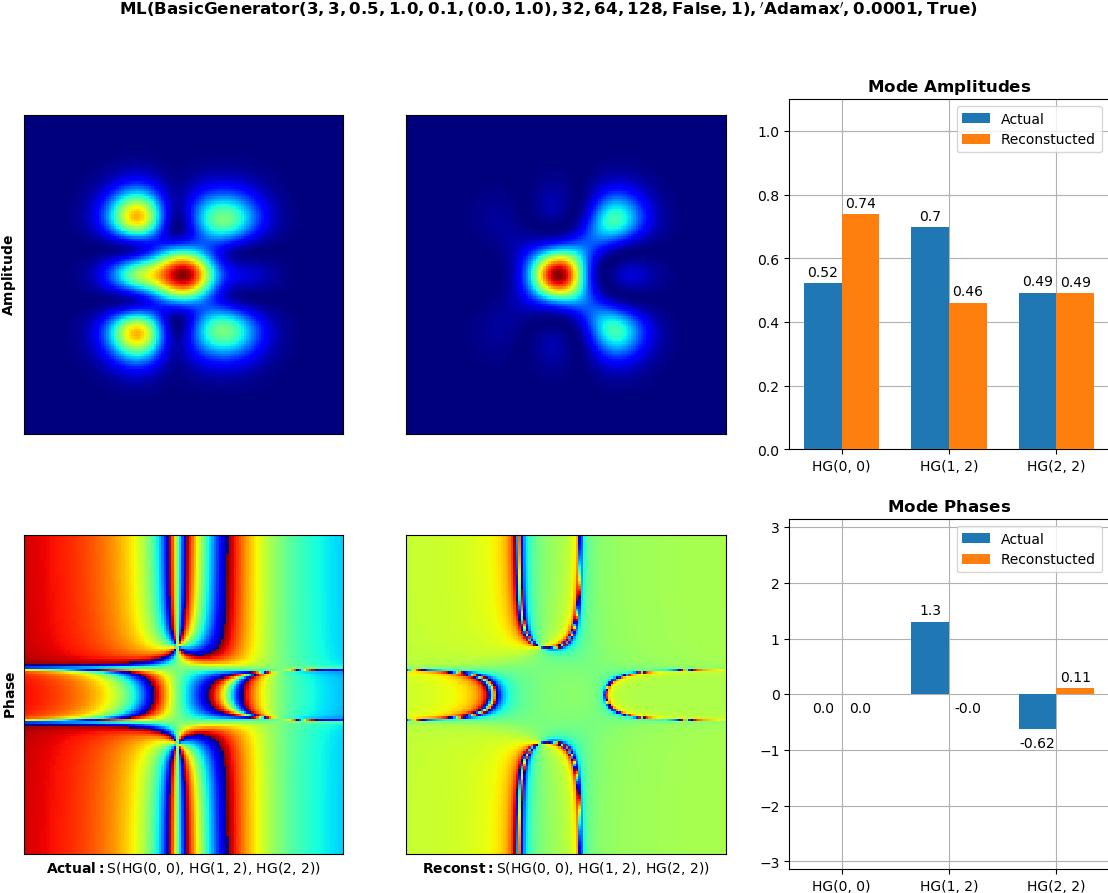 ML(BasicGenerator(3, 3, 0.5, 1.0, 0.1, (0.0, 1.0), 32, 64, 128, False, 1), 'Adamax', 0.0001, True)
Amplitude
Mode Amplitudes
Actual
Reconstucted
1.0
0.8
0.6
0.4
0.2
0.0
0.52
0.74
0.7
0.46
0.49
0.49
HG(0, 0)
HG(1, 2)
HG(2, 2)
Phase
Actual: S(HG(0, 0), HG(1, 2), HG(2, 2))
Reconst: S(HG(0, 0), HG(1, 2), HG(2, 2))
Mode Phases
Actual
Reconstucted
3
2
1
0
−1
−2
−3
0.0
0.0
1.3
-0.0
-0.62
0.11
HG(0, 0)
HG(1, 2)
HG(2, 2)